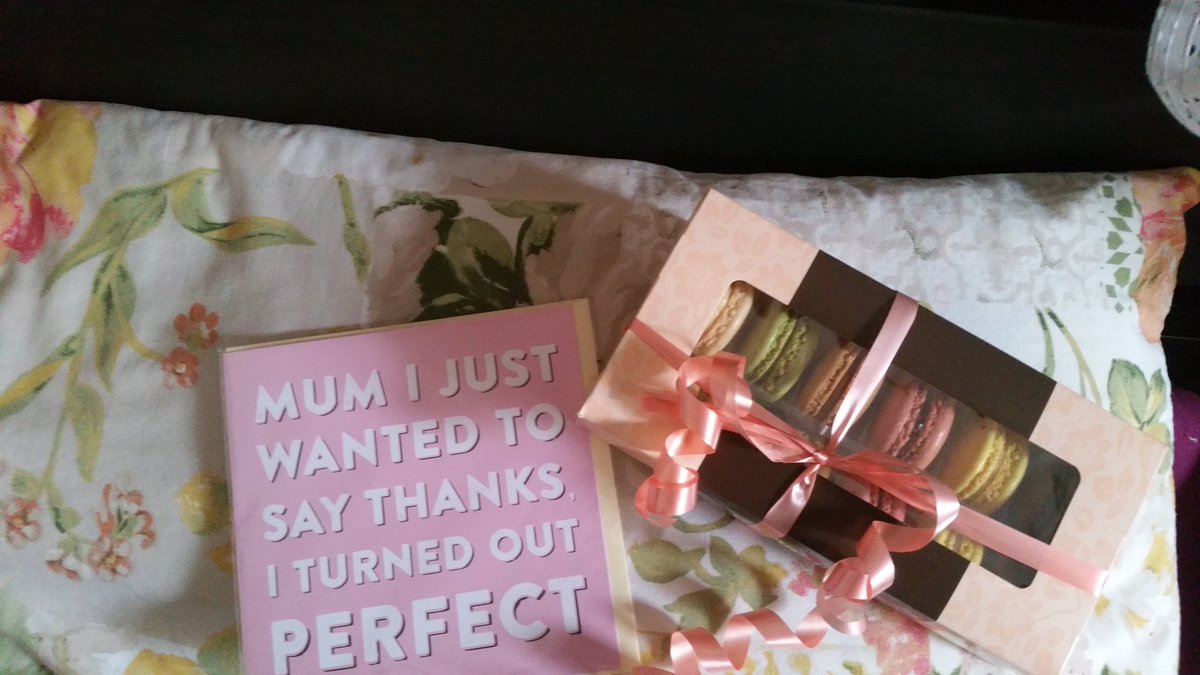 MUM I JUST
WANTED TO
SAY THANKS,
I TURNED OUT
PERFECT